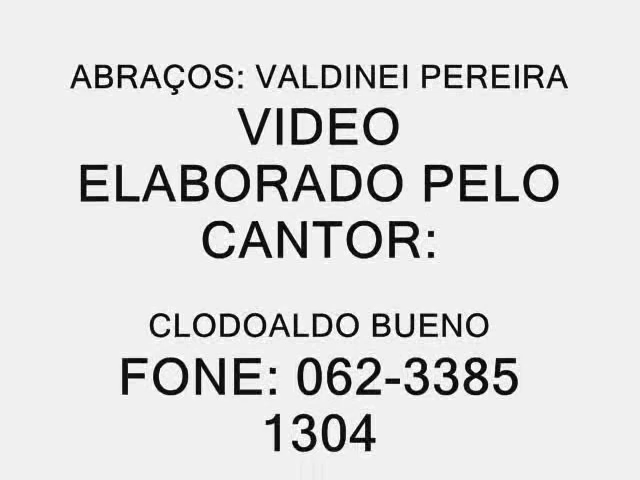 ABRAÇOS: VALDINEI PEREIRA
VIDEO
ELABORADO PELO
CANTOR:
CLODOALDO BUENO
FONE: 062-3385
1304